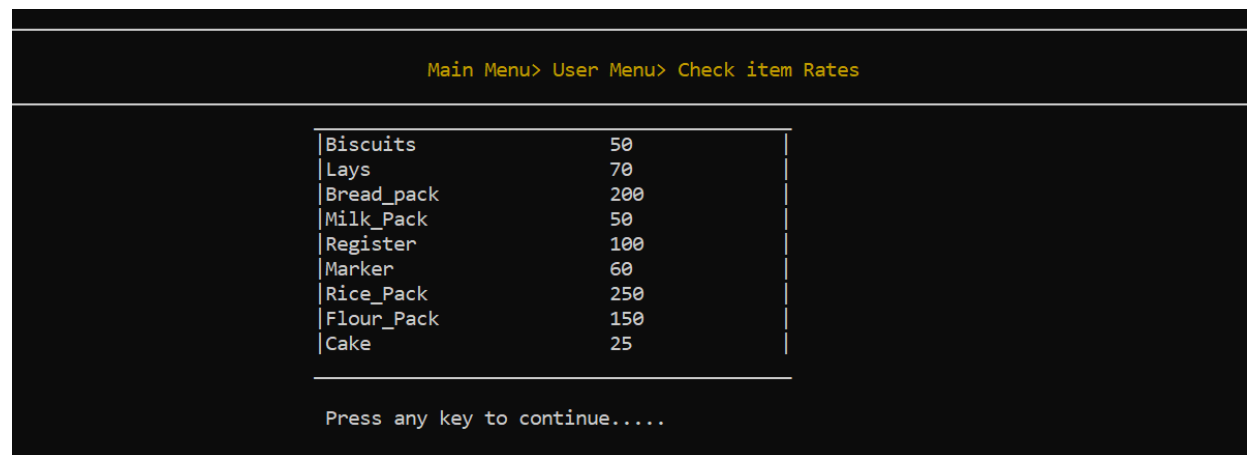 Main Menu> User Menu> Check item Rates
|Biscuits 50 |
|Lays 70 |
|Bread_pack 200 |
|Milk_Pack 50 |
|Register 100 |
|Marker 60 |
|Rice_Pack 250 |
|Flour_Pack 150 |
|Cake 25 |
Press any key to continue.....